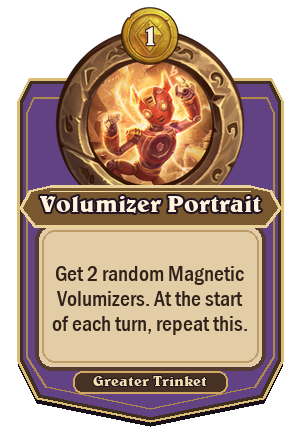 1
Volumizer Portrait
Get 2 random Magnetic
Volumizers. At the start
of each turn, repeat this.
Greater Trinket